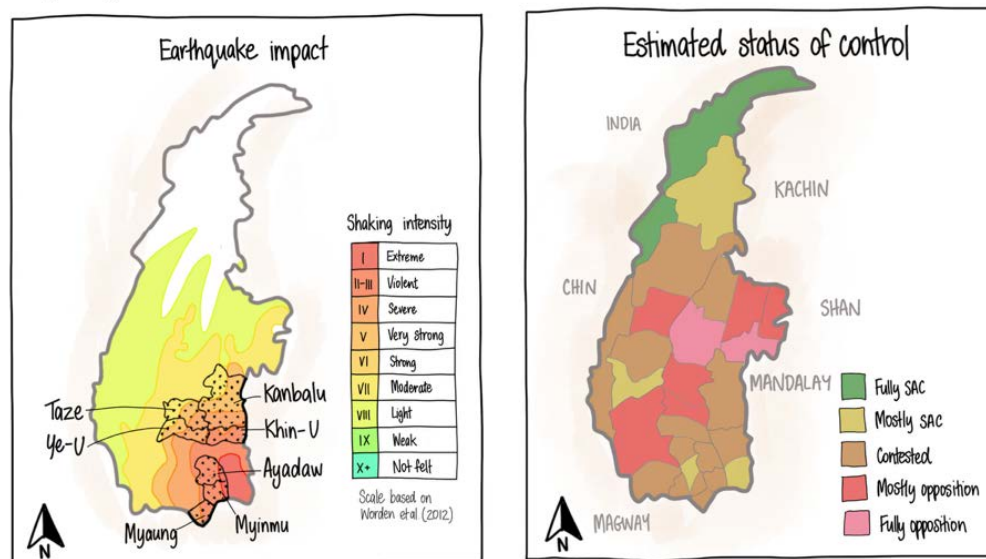 Earthquake impact
Shaking intensity
I Extreme
II-III Violent
IV Severe
V Very strong
VI Strong
VII Moderate
VIII Light
IX Weak
X+ Not felt
Scale based on
Worden etal (2012)
Taze
Ye-U
Kanbalu
Khin-U
Ayadaw
Myinmu
Myaung
N
Estimated status of control
INDIA
KACHIN
CHIN
SHAN
MANDALAY
MAGWAY
Fully SAC
Mostly SAC
Contested
Mostly opposition
Fully opposition
N